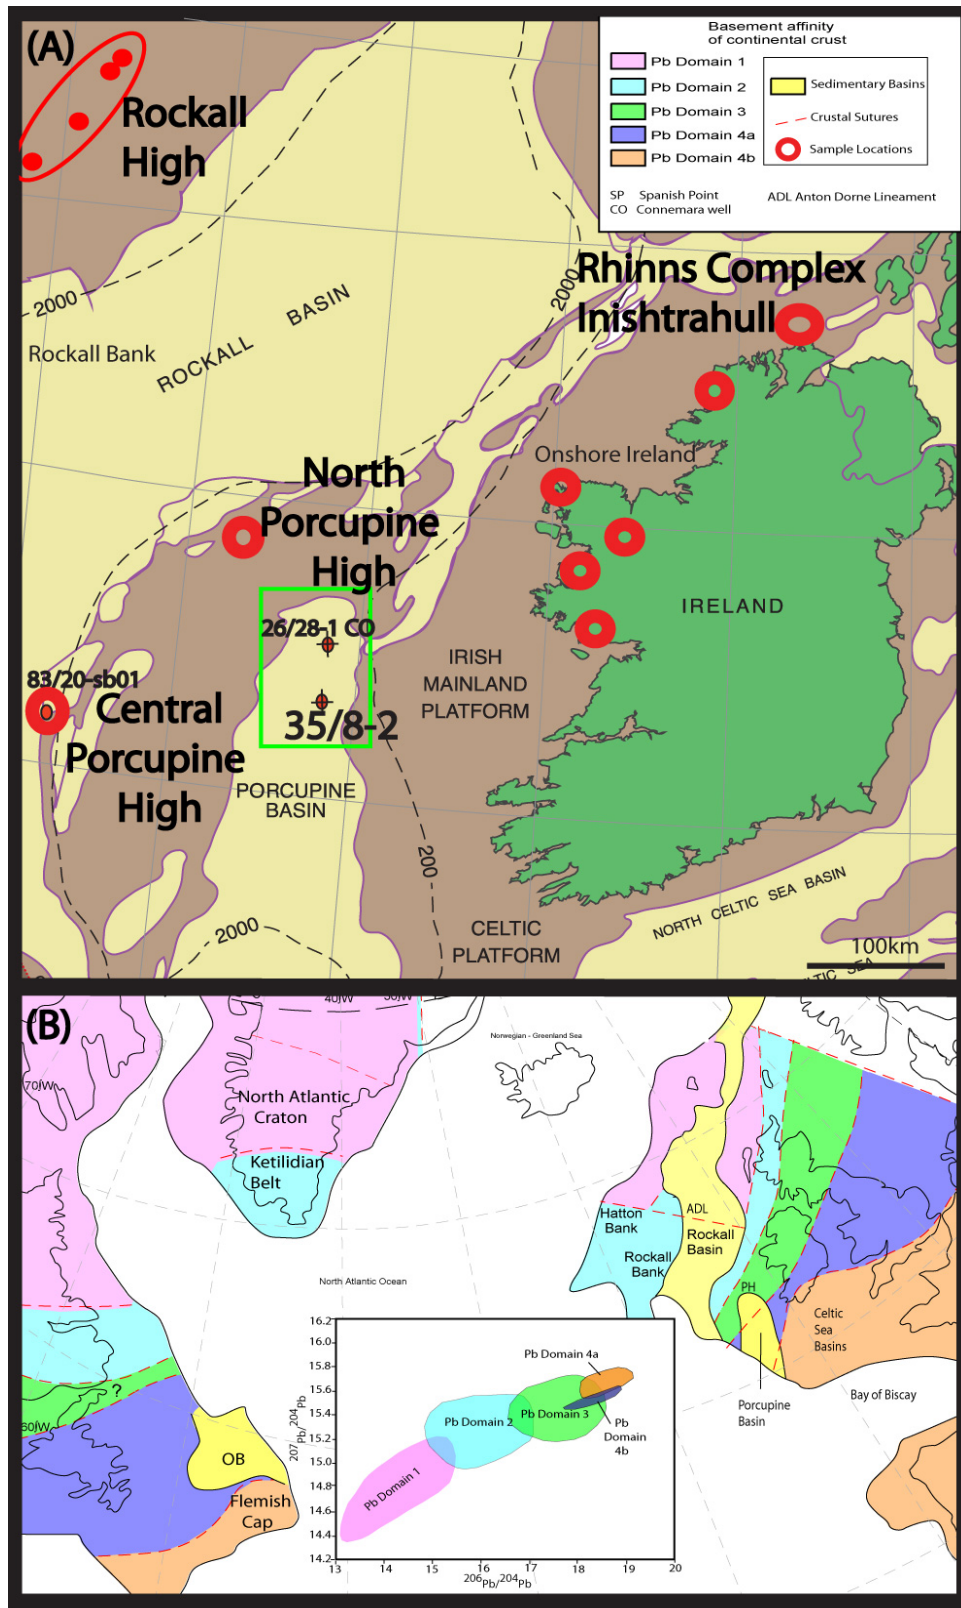 (A)
Rockall
High
Basement affinity
of continental crust
Pb Domain 1
Pb Domain 2
Pb Domain 3
Pb Domain 4a
Pb Domain 4b
Sedimentary Basins
Crustal Sutures
Sample Locations
SP Spanish Point
CO Connemara well
ADL Anton Dorne Lineament
2000
2000
ROCKALL BASIN
Rockall Bank
Rhinns Complex
Inishtrahull
Onshore Ireland
North
Porcupine
High
26/28-1 CO
IRELAND
83/20-sb01
Central
Porcupine
High
35/8-2
IRISH
MAINLAND
PLATFORM
PORCUPINE
BASIN
200
2000
CELTIC
PLATFORM
NORTH CELTIC SEA BASIN
100km
LTIC SEA
(B)
40/W
70/W
Norwegian - Greenland Sea
North Atlantic
Craton
Ketilidian
Belt
Hatton
Bank
ADL
Rockall
Basin
Rockall
Bank
North Atlantic Ocean
PH
Celtic
Sea
Basins
Porcupine
Basin
Bay of Biscay
?
60/W
OB
Flemish
Cap
16.2
16.0
15.8
15.6
15.4
15.2
15.0
14.8
14.6
14.4
14.2
207Pb/204Pb
Pb Domain 4a
Pb Domain 2
Pb Domain 3
Pb
Domain
4b
Pb Domain 1
13 14 15 16 17 18 19 20
206Pb/204Pb